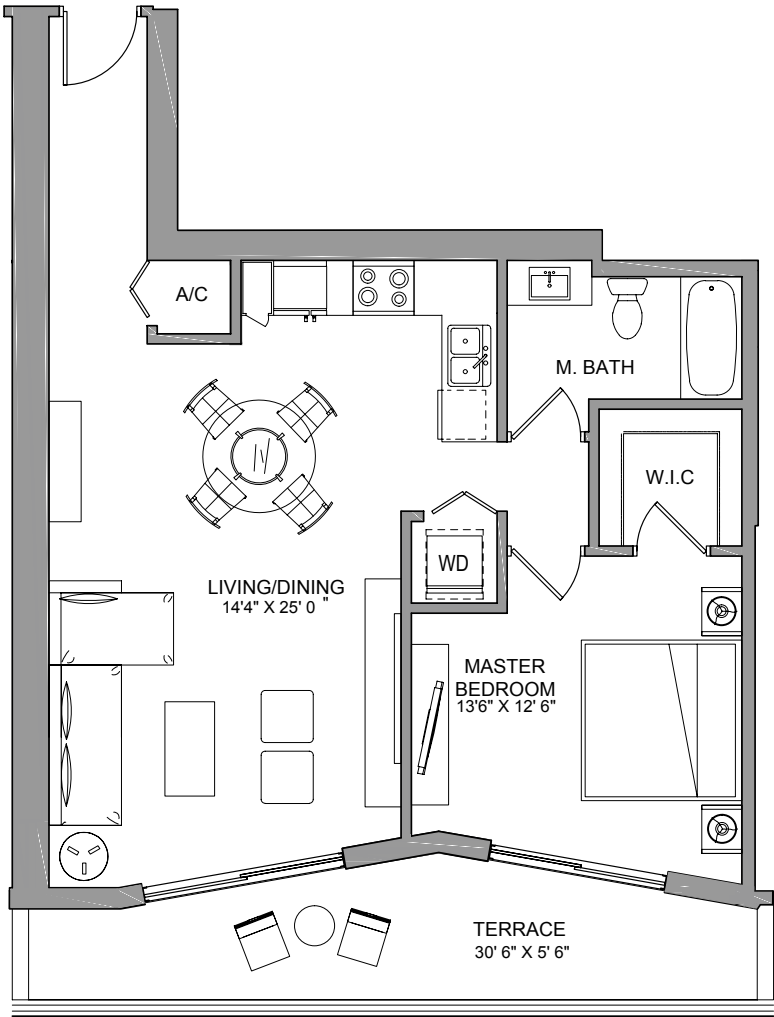 A/C
M. BATH
W.I.C
WD
LIVING/DINING
14'4" X 25' 0 "
MASTER
BEDROOM
13'6" X 12' 6"
TERRACE
30' 6" X 5' 6"